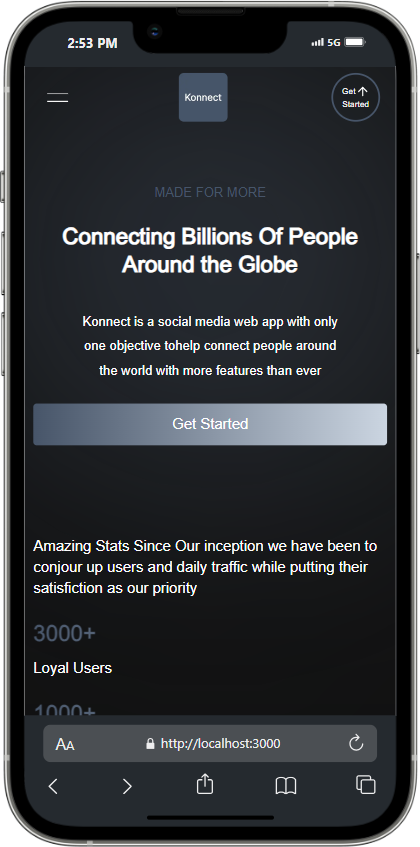 2:53 PM
5G
Konnect
Get ↑
Started
MADE FOR MORE
Connecting Billions Of People
Around the Globe
Konnect is a social media web app with only
one objective tohelp connect people around
the world with more features than ever
Get Started
Amazing Stats Since Our inception we have been to
conjour up users and daily traffic while putting their
satisfiction as our priority
3000+
Loyal Users
1000+
AA
http://localhost:3000